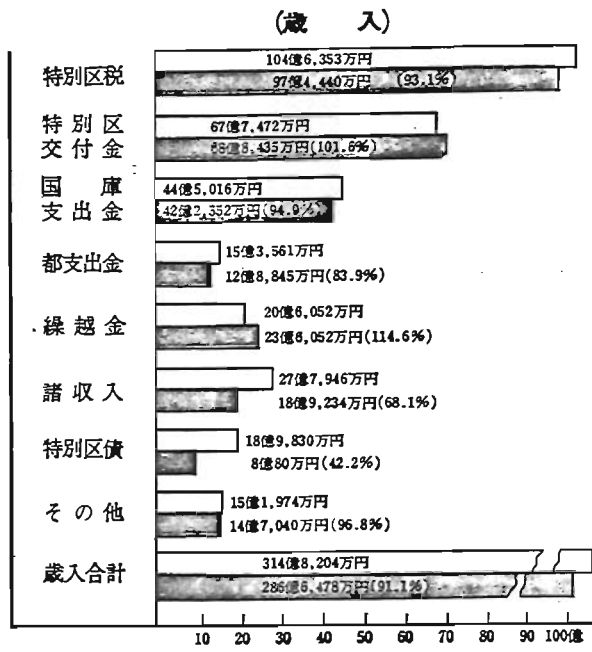 (歳 入)
特別区税
104億6,353万円
97億4,440万円 (93.1%)
特別区
交付金
67億7,472万円
68億8,435万円(101.6%)
国庫
支出金
44億5,016万円
42億2,352万円(94.9%)
都支出金
15億3,561万円
12億8,845万円(83.9%)
繰越金
20億6,052万円
23億6,052万円(114.6%)
諸収入
27億7,946万円
18億9,234万円(68.1%)
特別区債
18億9,830万円
8億80万円(42.2%)
その他
15億1,974万円
14億7,040万円(96.8%)
歳入合計
314億8,204万円
286億6,478万円(91.1%)
10 20 30 40 50 60 70 80 90 100億